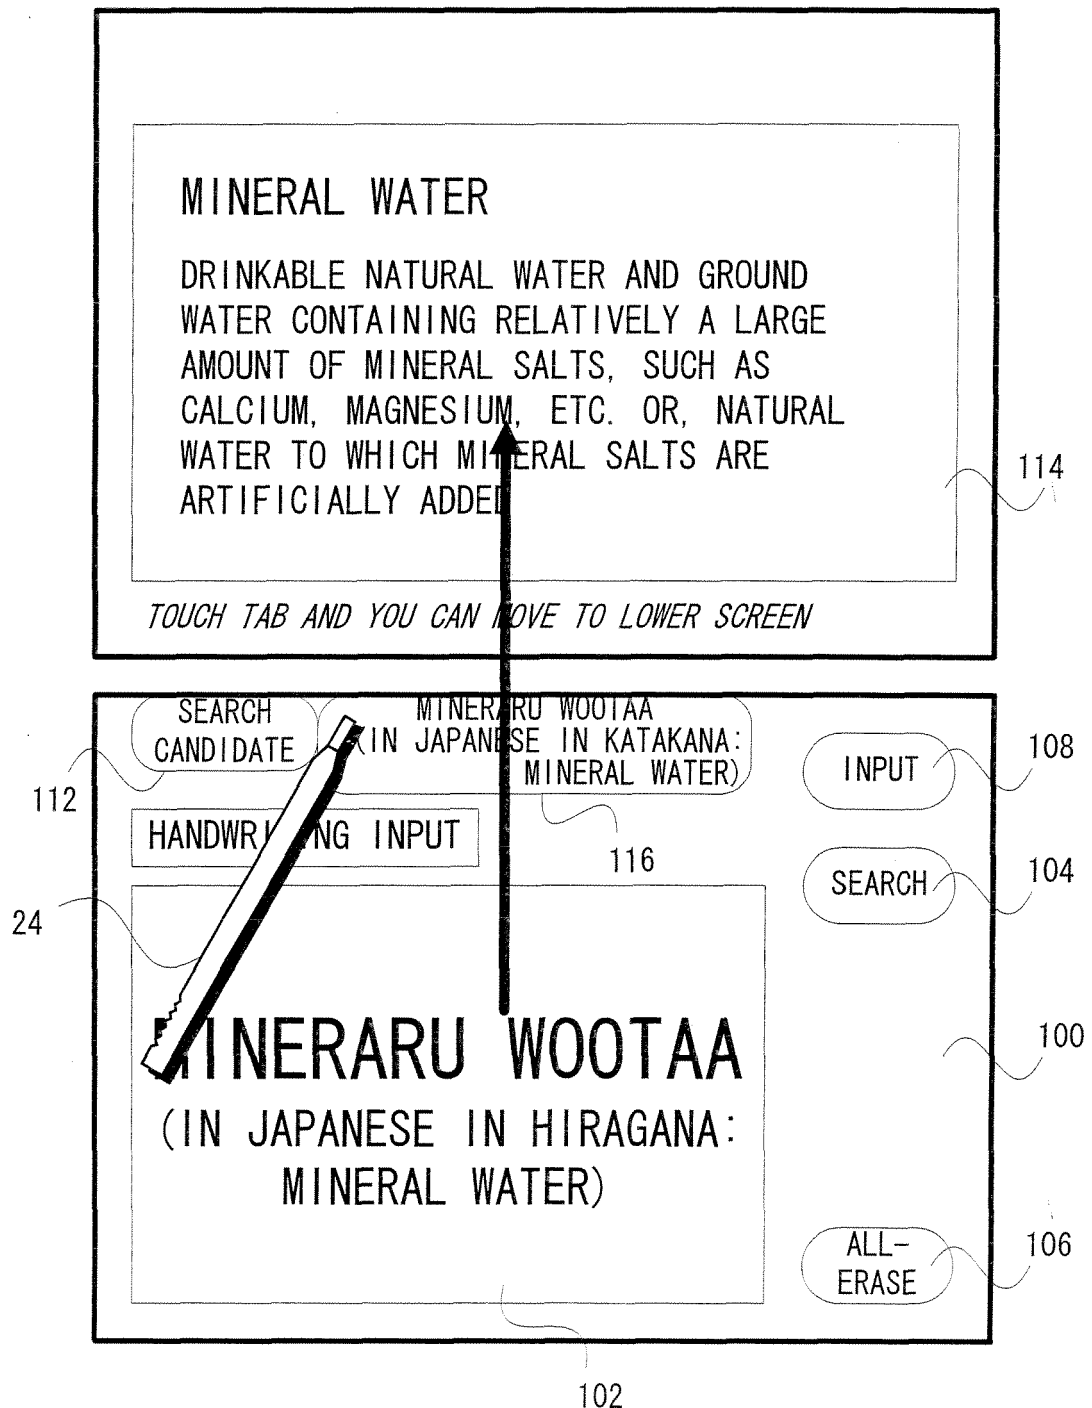 MINERAL WATER
DRINKABLE NATURAL WATER AND GROUND
WATER CONTAINING RELATIVELY A LARGE
AMOUNT OF MINERAL SALTS, SUCH AS
CALCIUM, MAGNESIUM, ETC. OR, NATURAL
WATER TO WHICH MINERAL SALTS ARE
ARTIFICIALLY ADDED
114
TOUCH TAB AND YOU CAN MOVE TO LOWER SCREEN
SEARCH
CANDIDATE
MINERARU WOOTAA
(IN JAPANESE IN KATAKANA:
MINERAL WATER)
INPUT
108
112
HANDWRITING INPUT
116
SEARCH
104
24
MINERARU WOOTAA
(IN JAPANESE IN HIRAGANA:
MINERAL WATER)
100
ALL-
ERASE
106
102